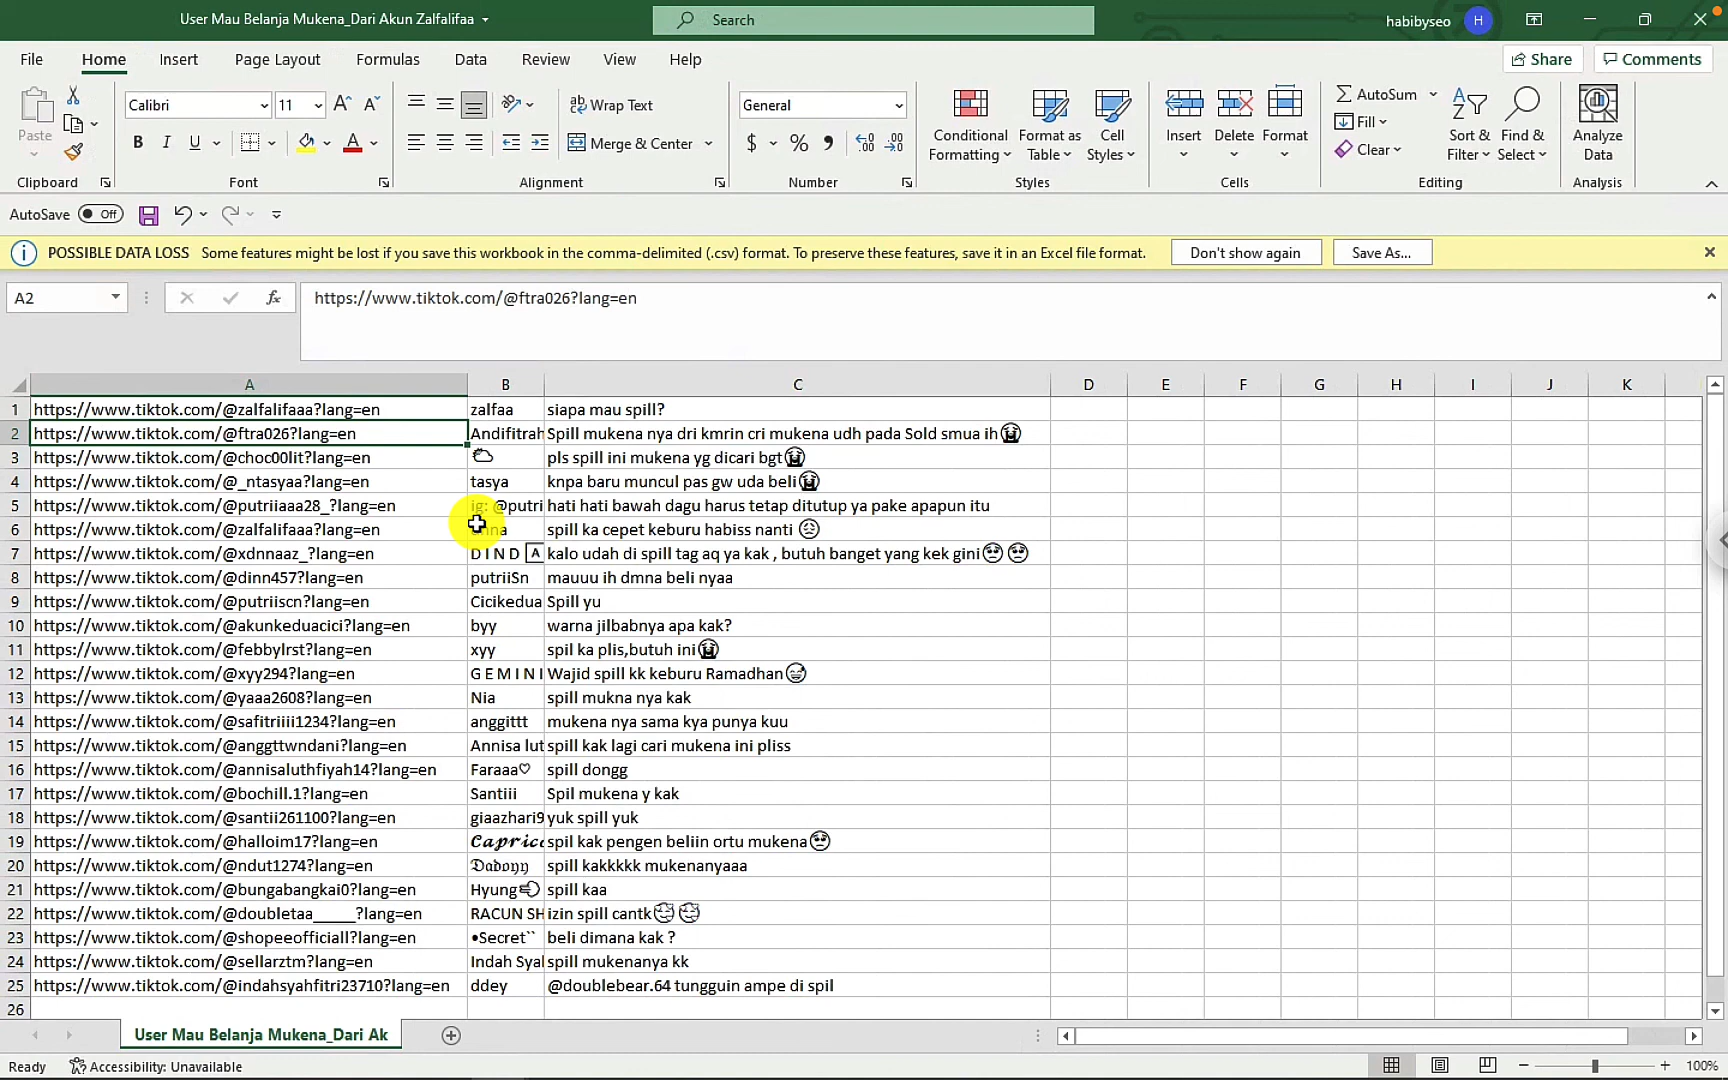 User Mau Belanja Mukena_Dari Akun Zalfalifaa
Search
habibyseo
H
File Home Insert Page Layout Formulas Data Review View Help
Share
Comments
Paste
Clipboard
Calibri 11
B I U
Font
Wrap Text
Merge & Center
Alignment
General
$ % ,
Number
Conditional Formatting
Format as Table
Cell Styles
Styles
Insert
Delete
Format
Cells
AutoSum
Fill
Clear
Sort & Filter
Find & Select
Editing
Analyze Data
Analysis
AutoSave Off
POSSIBLE DATA LOSS Some features might be lost if you save this workbook in the comma-delimited (.csv) format. To preserve these features, save it in an Excel file format. Don't show again Save As...
A2 fx https://www.tiktok.com/@ftra026?lang=en
A B C D E F G H I J K
1 https://www.tiktok.com/@zalfalifaaa?lang=en zalfaa siapa mau spill?
2 https://www.tiktok.com/@ftra026?lang=en Andifitrah Spill mukena nya dri kmrin cri mukena udh pada Sold smua ih😭
3 https://www.tiktok.com/@choc00lit?lang=en 🌥 pls spill ini mukena yg dicari bgt😭
4 https://www.tiktok.com/@_ntasyaa?lang=en tasya knpa baru muncul pas gw uda beli😭
5 https://www.tiktok.com/@putriiaaa28_?lang=en ig: @putri hati hati bawah dagu harus tetap ditutup ya pake apapun itu
6 https://www.tiktok.com/@zalfalifaaa?lang=en spill ka cepet keburu habiss nanti 😣
7 https://www.tiktok.com/@xdnnaaz_?lang=en D I N D 🄰 kalo udah di spill tag aq ya kak , butuh banget yang kek gini🥺 🥺
8 https://www.tiktok.com/@dinn457?lang=en putriiSn mauuu ih dmna beli nyaa
9 https://www.tiktok.com/@putriiscn?lang=en Cicikedua Spill yu
10 https://www.tiktok.com/@akunkeduacici?lang=en byy warna jilbabnya apa kak?
11 https://www.tiktok.com/@febbylrst?lang=en xyy spil ka plis,butuh ini😭
12 https://www.tiktok.com/@xyy294?lang=en G E M I N I Wajid spill kk keburu Ramadhan😅
13 https://www.tiktok.com/@yaaa2608?lang=en Nia spill mukna nya kak
14 https://www.tiktok.com/@safitriiii1234?lang=en anggittt mukena nya sama kya punya kuu
15 https://www.tiktok.com/@anggttwndani?lang=en Annisa lut spill kak lagi cari mukena ini pliss
16 https://www.tiktok.com/@annisaluthfiyah14?lang=en Faraaa♡ spill dongg
17 https://www.tiktok.com/@bochill.1?lang=en Santiii Spil mukena y kak
18 https://www.tiktok.com/@santii261100?lang=en giaazhari9 yuk spill yuk
19 https://www.tiktok.com/@halloim17?lang=en 𝓒𝓪𝓹𝓻𝓲𝓬 spil kak pengen beliin ortu mukena🥺
20 https://www.tiktok.com/@ndut1274?lang=en 𝔇𝔞𝔡𝔬𝔶𝔶 spill kakkkkk mukenanyaaa
21 https://www.tiktok.com/@bungabangkai0?lang=en Hyung💨 spill kaa
22 https://www.tiktok.com/@doubletaa_____?lang=en RACUN SH izin spill cantk🥰 🥰
23 https://www.tiktok.com/@shopeeofficiall?lang=en •Secret`` beli dimana kak ?
24 https://www.tiktok.com/@sellarztm?lang=en Indah Syal spill mukenanya kk
25 https://www.tiktok.com/@indahsyahfitri23710?lang=en ddey @doublebear.64 tungguin ampe di spil
26
User Mau Belanja Mukena_Dari Ak
Ready Accessibility: Unavailable 100%